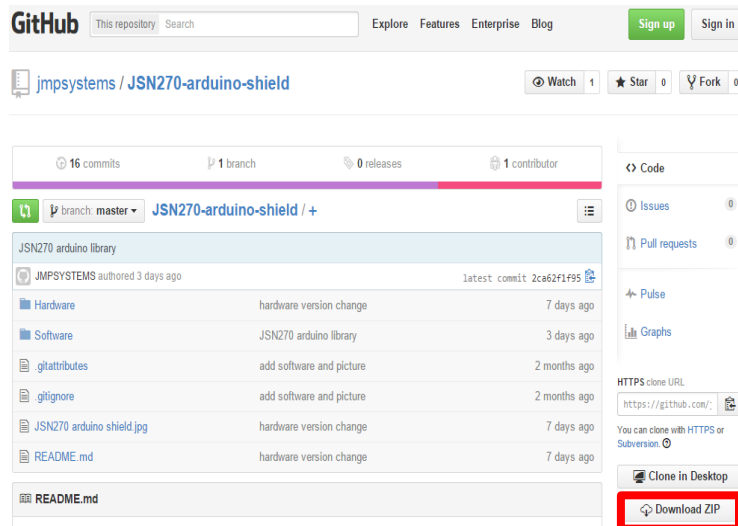 GitHub This repository Search Explore Features Enterprise Blog Sign up Sign in
jmpsystems / JSN270-arduino-shield Watch 1 Star 0 Fork 0
16 commits 1 branch 0 releases 1 contributor
branch: master JSN270-arduino-shield / +
JSN270 arduino library
JMPSYSTEMS authored 3 days ago latest commit 2ca62f1f95
Hardware hardware version change 7 days ago
Software JSN270 arduino library 3 days ago
.gitattributes add software and picture 2 months ago
.gitignore add software and picture 2 months ago
JSN270 arduino shield.jpg hardware version change 7 days ago
README.md hardware version change 7 days ago
README.md
Code
Issues 0
Pull requests 0
Pulse
Graphs
HTTPS clone URL
https://github.com/
You can clone with HTTPS or
Subversion.
Clone in Desktop
Download ZIP